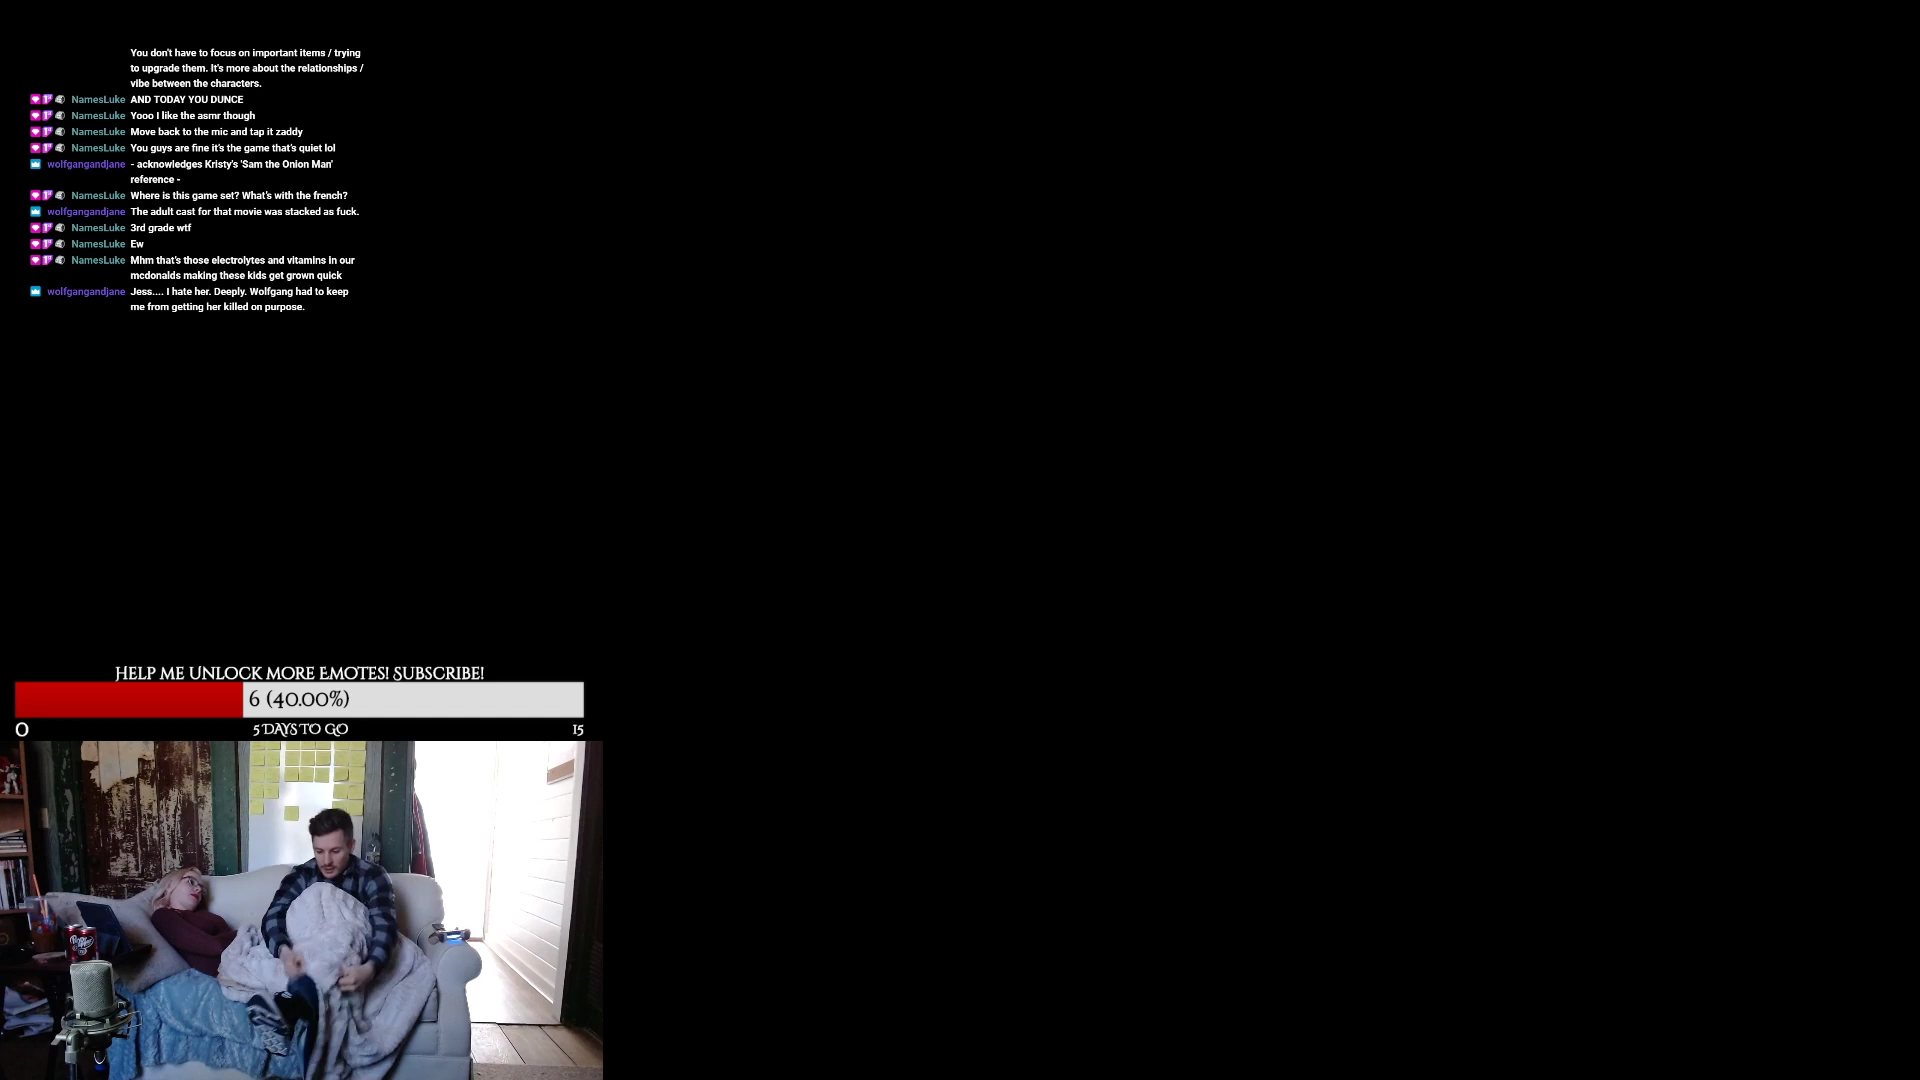 You don't have to focus on important items / trying
to upgrade them. It's more about the relationships /
vibe between the characters.
NamesLuke AND TODAY YOU DUNCE
NamesLuke Yooo I like the asmr though
NamesLuke Move back to the mic and tap it zaddy
NamesLuke You guys are fine it's the game that's quiet lol
wolfgangandjane - acknowledges Kristy's 'Sam the Onion Man'
reference -
NamesLuke Where is this game set? What's with the french?
wolfgangandjane The adult cast for that movie was stacked as fuck.
NamesLuke 3rd grade wtf
NamesLuke Ew
NamesLuke Mhm that's those electrolytes and vitamins in our
mcdonalds making these kids get grown quick
wolfgangandjane Jess.... I hate her. Deeply. Wolfgang had to keep
me from getting her killed on purpose.
Help me Unlock more Emotes! Subscribe!
6 (40.00%)
0 5 days to go 15
Dr Pepper